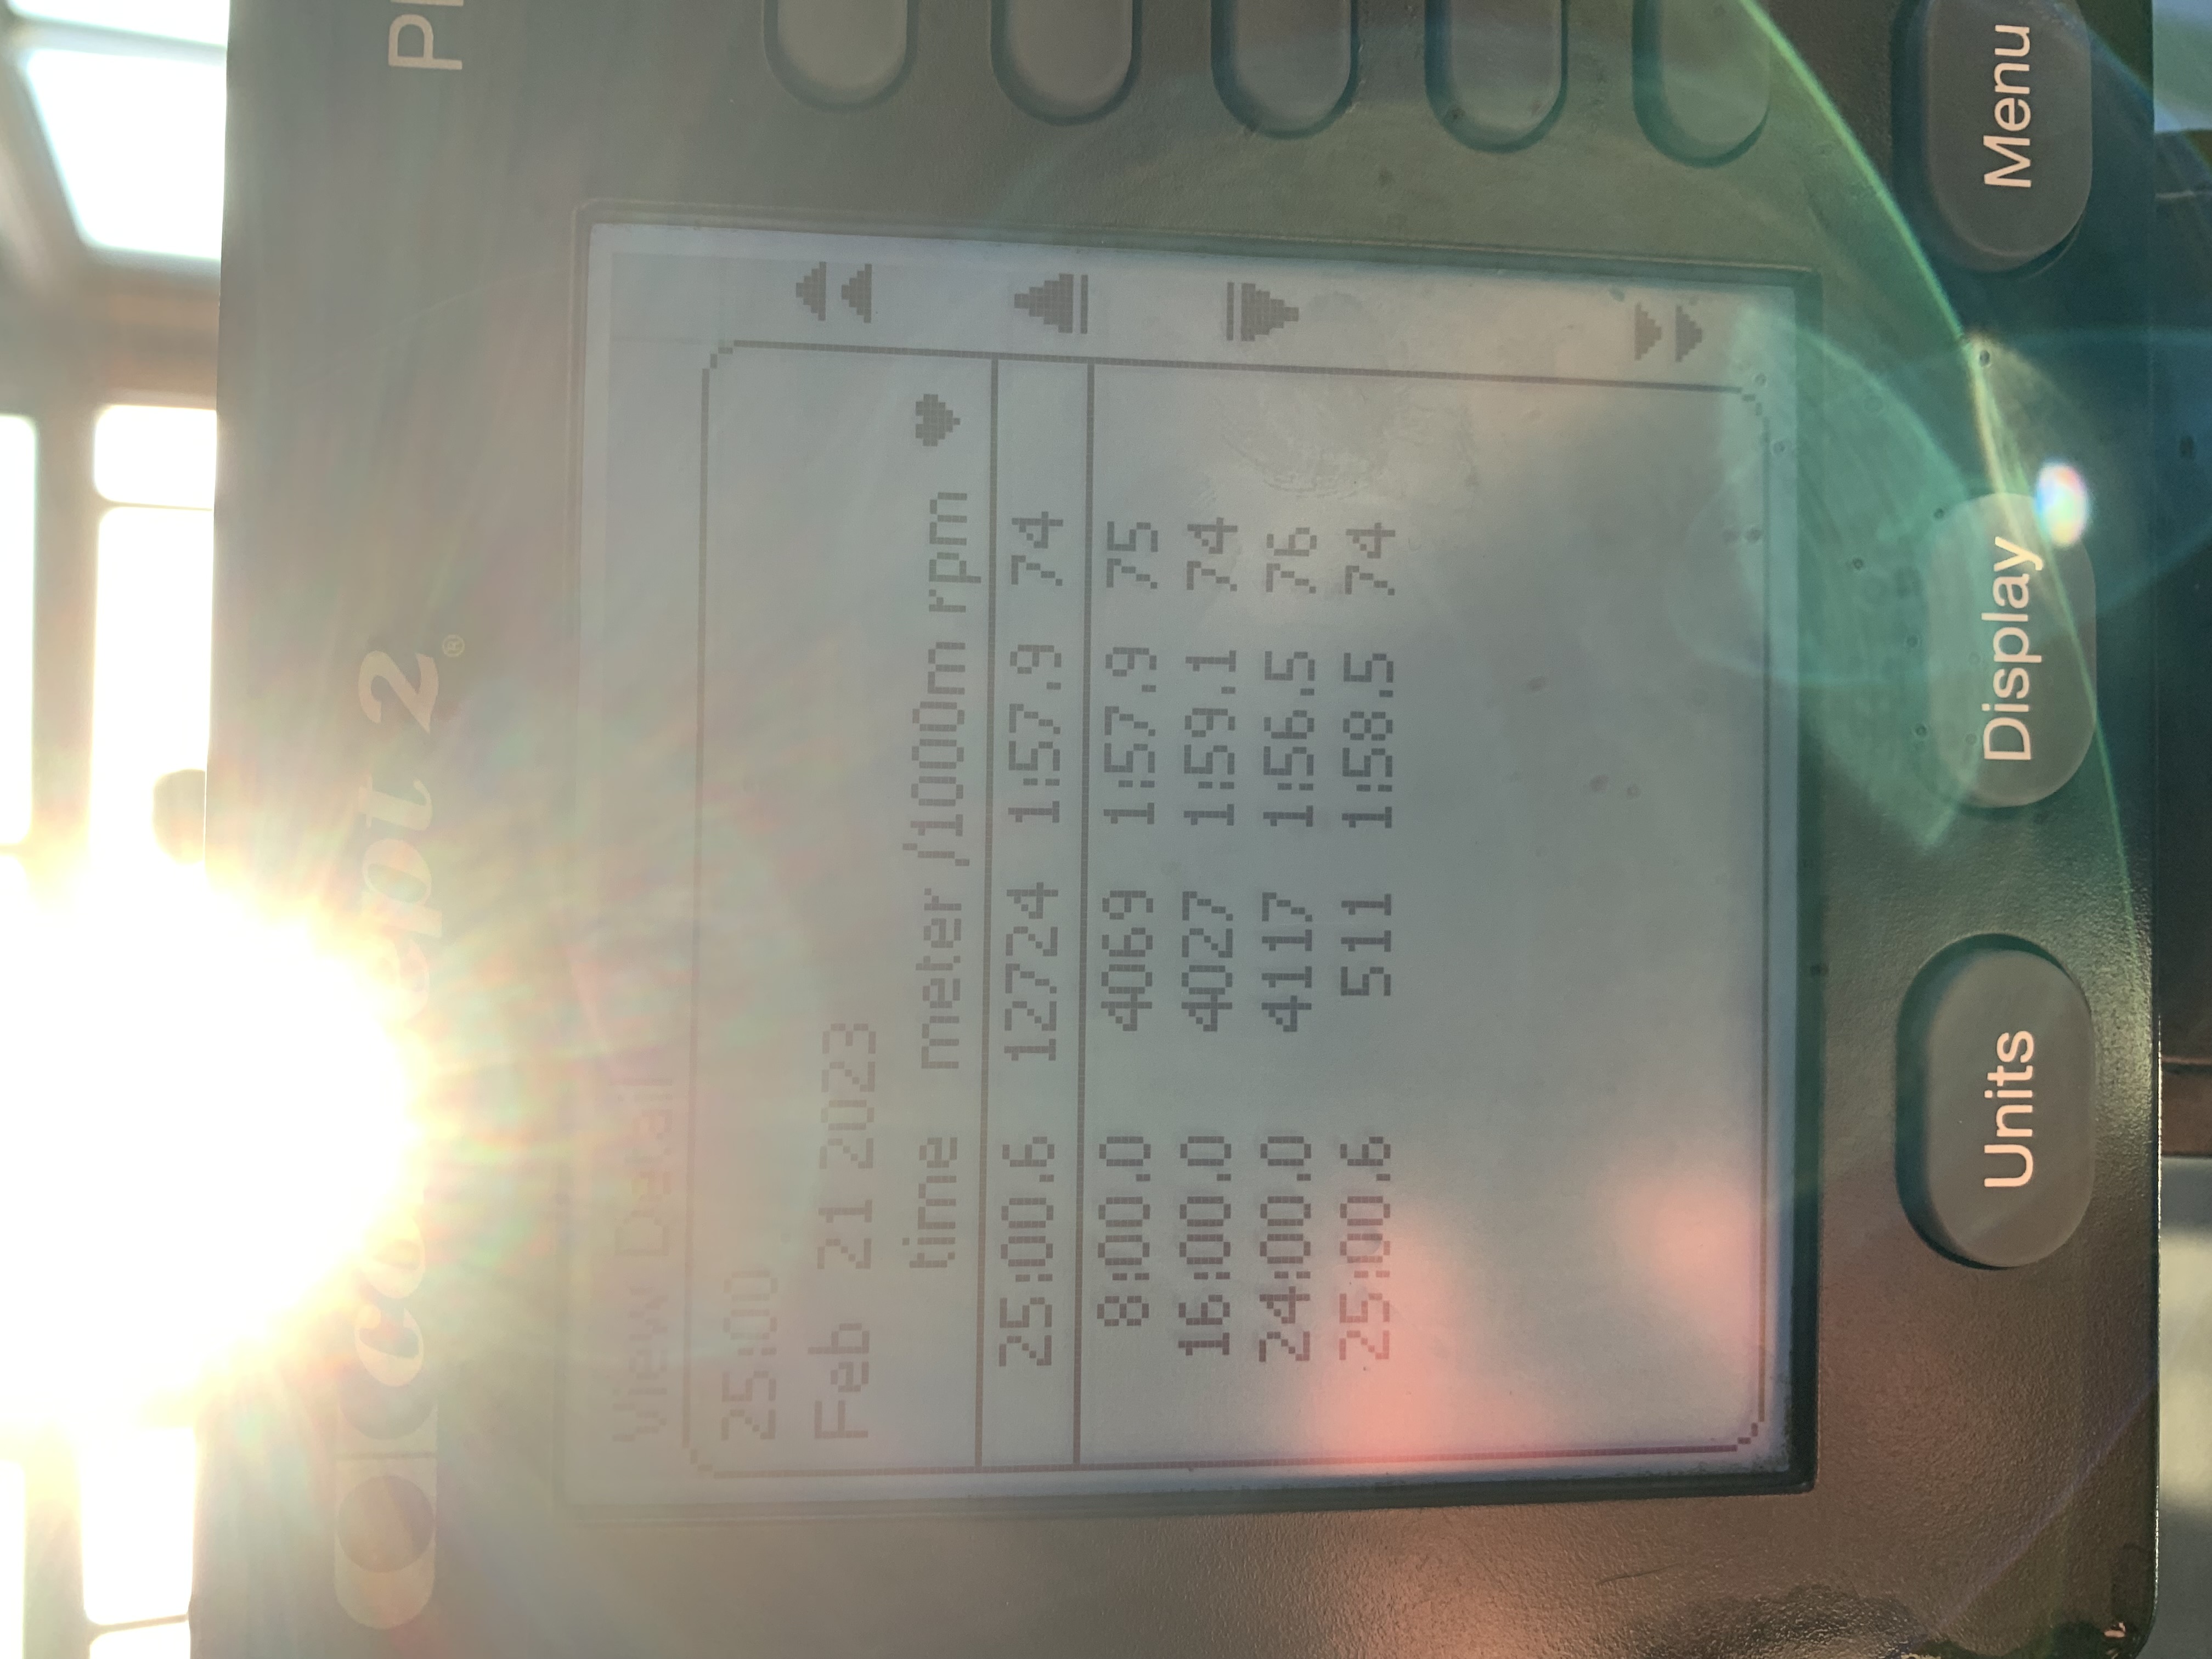 concept 2®
View Detail
25:00
Feb 21 2023
time meter /1000m rpm ♥
25:00.6 12724 1:57.9 74
8:00.0 4069 1:57.9 75
16:00.0 4027 1:59.1 74
24:00.0 4117 1:56.5 76
25:00.6 511 1:58.5 74
Units Display Menu